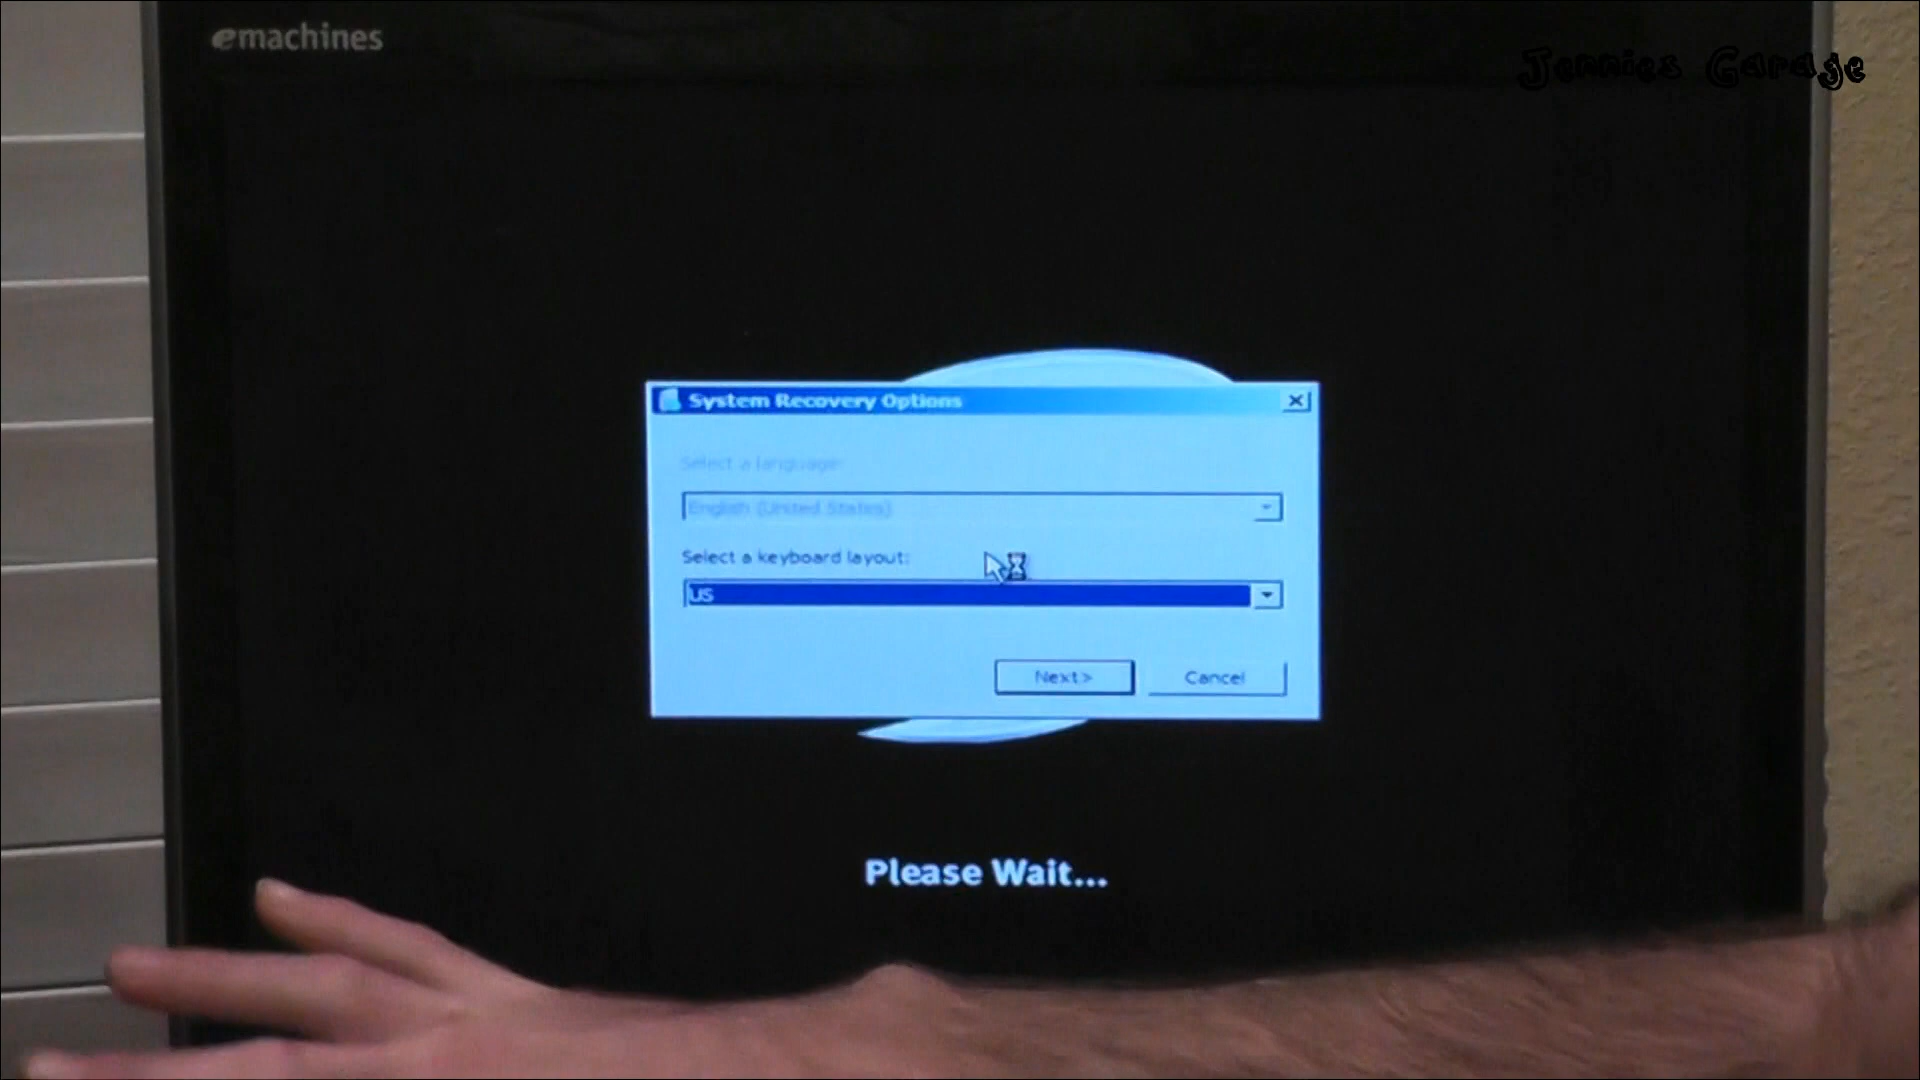 emachines
Jennies Garage
System Recovery Options
Select a language:
English (United States)
Select a keyboard layout:
US
Next>
Cancel
Please Wait...